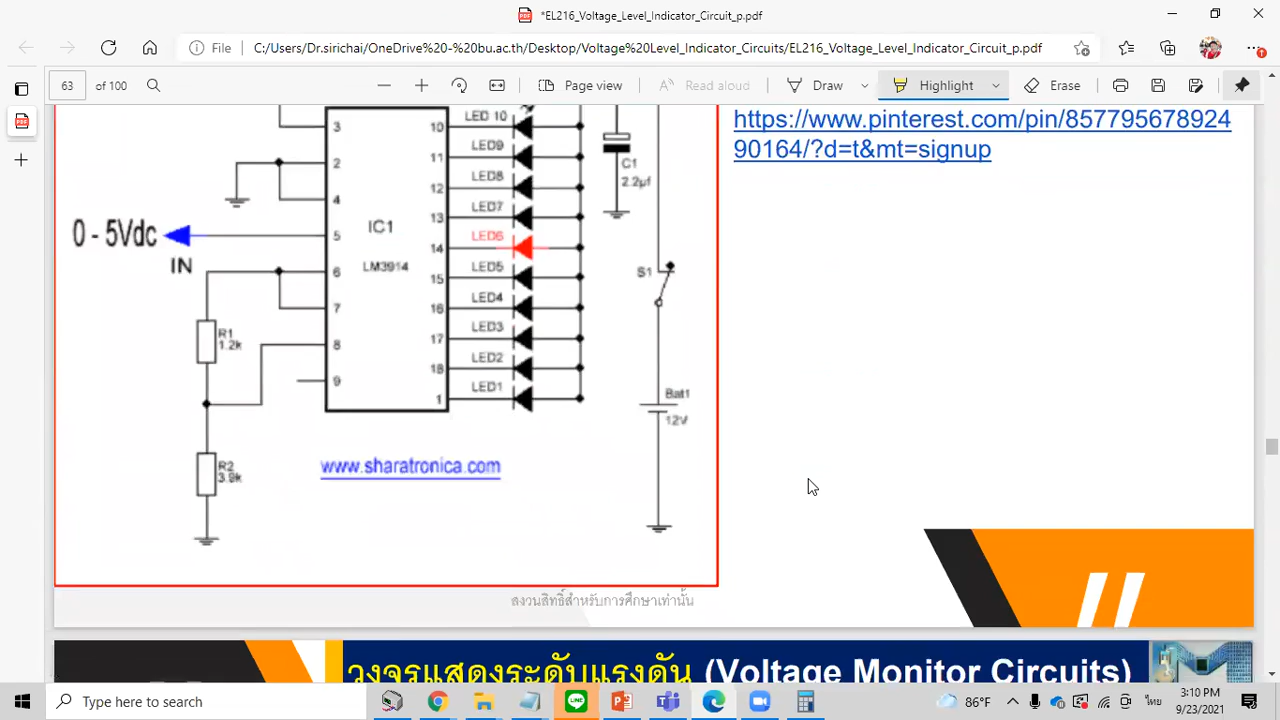 *EL216_Voltage_Level_Indicator_Circuit_p.pdf
File C:/Users/Dr.sirichai/OneDrive%20-%20bu.ac.th/Desktop/Voltage%20Level_Indicator_Circuits/EL216_Voltage_Level_Indicator_Circuit_p.pdf
63 of 100 Page view Read aloud Draw Highlight Erase
https://www.pinterest.com/pin/857795678924
90164/?d=t&mt=signup
3 10 LED 10
2 11 LED9
C1
2.2µf
4 12 LED8
13 LED7
0 - 5Vdc
IN
5 IC1
LM3914
14 LED6
6 15 LED5
S1
7 16 LED4
R1
1.2k
8 17 LED3
18 LED2
9 1 LED1
Bat1
12V
R2
3.9k
www.sharatronica.com
สงวนสิทธิ์สำหรับการศึกษาเท่านั้น
วงจรแสดงระดับแรงดัน (Voltage Monitor Circuits)
Type here to search
LINE
86°F
ไทย
3:10 PM
9/23/2021